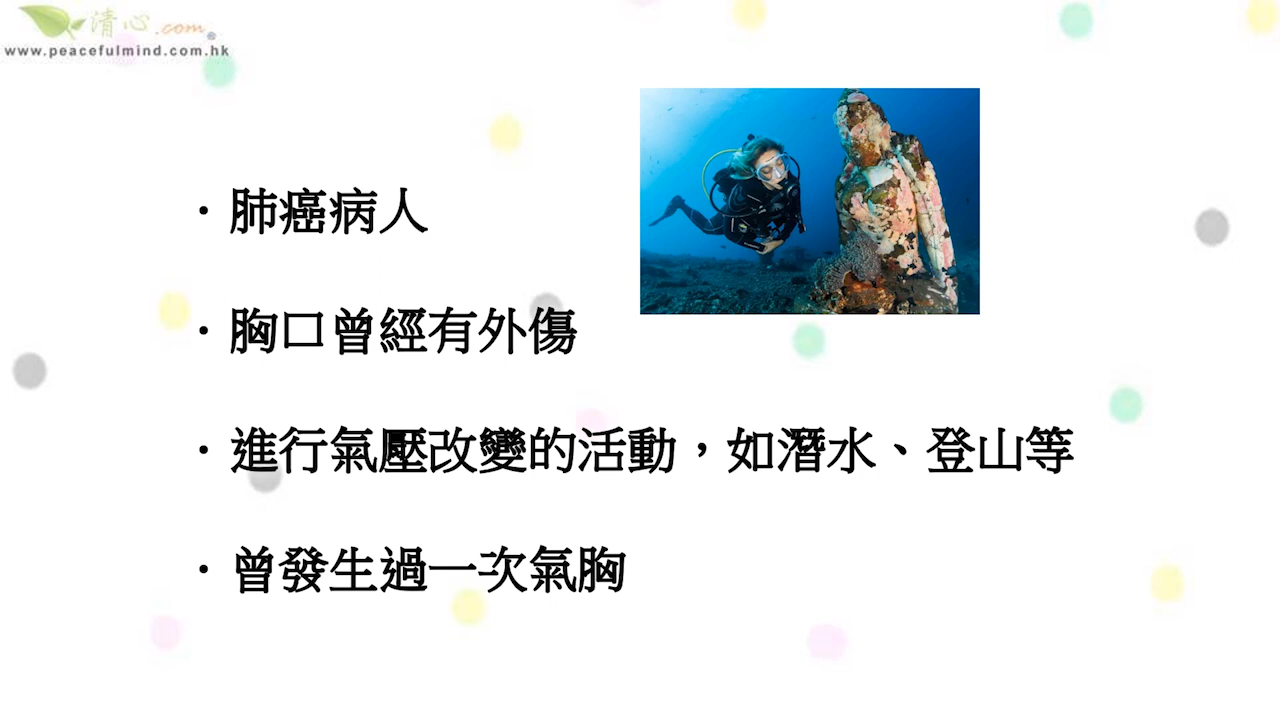 清心.com
www.peacefulmind.com.hk
・肺癌病人
・胸口曾經有外傷
・進行氣壓改變的活動，如潛水、登山等
・曾發生過一次氣胸